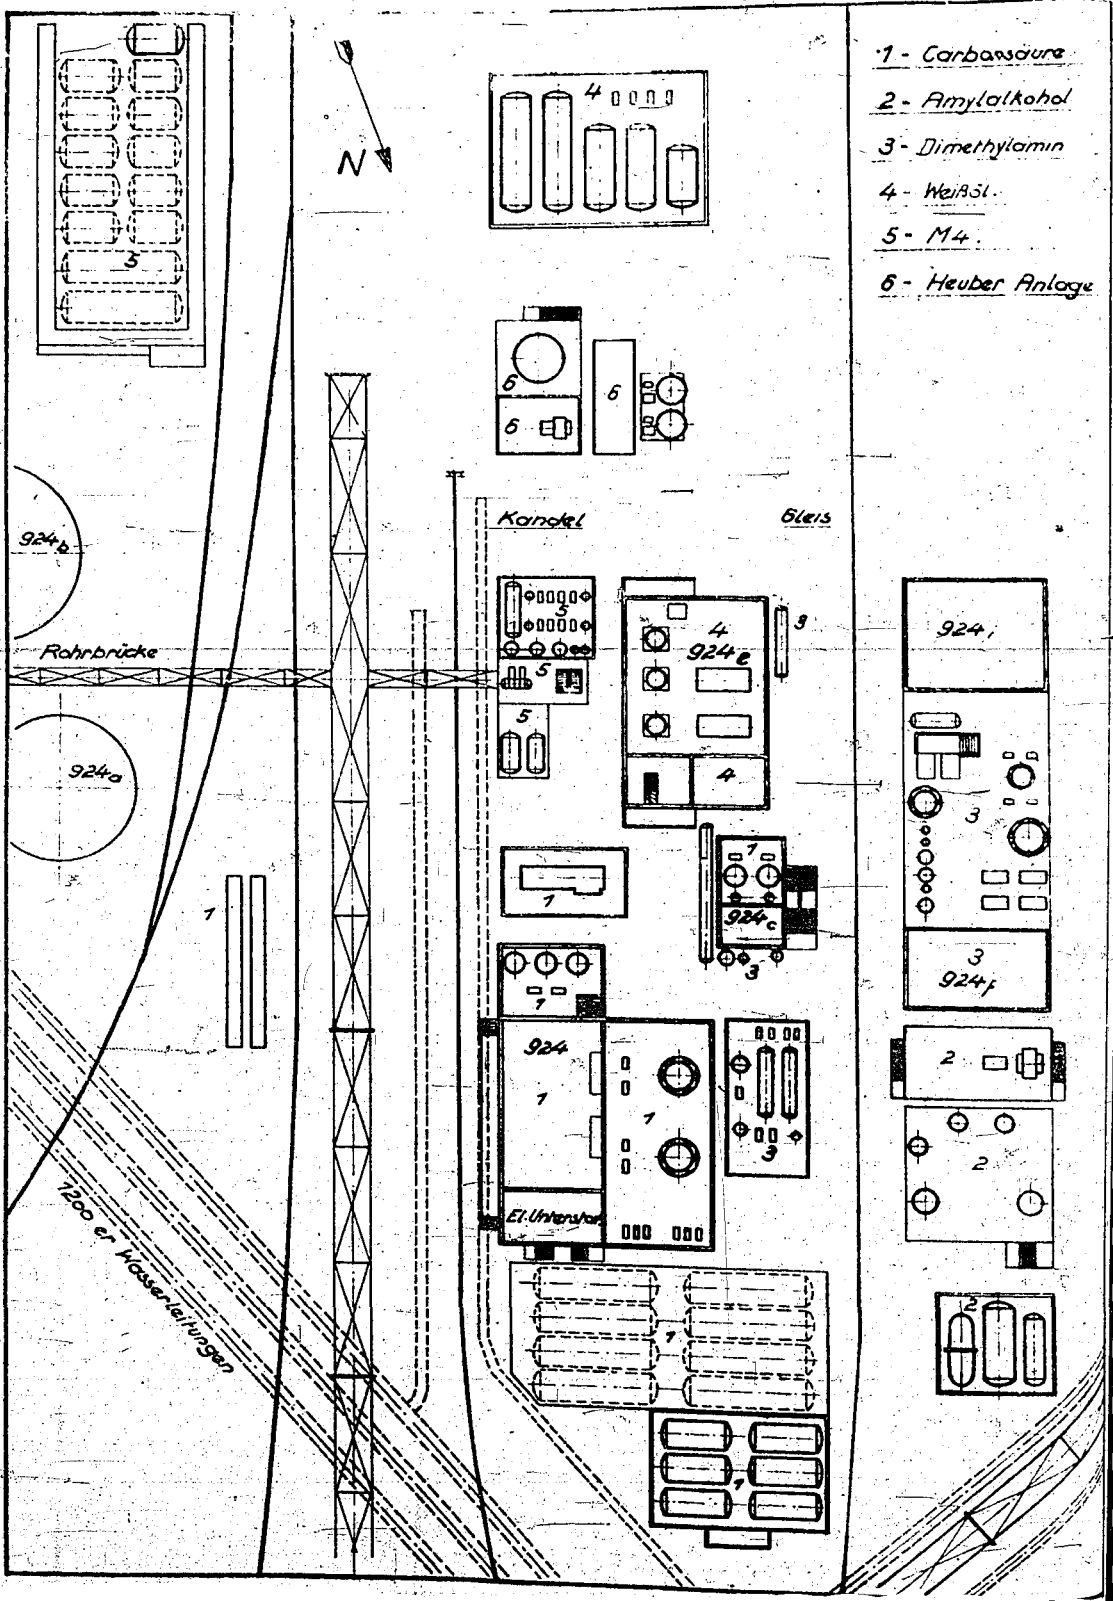 1 - Carbonsäure
2 - Amylalkohol
3 - Dimethylamin
4 - Weißöl.
5 - M4.
6 - Heuber Anlage
N
4
5
6
6
6
Kandel
Gleis
924b
5
4
924e
3
924i
Rohrbrücke
5
5
924a
4
3
1
1
1
924c
3
3
924f
1
924
2
1
1
3
2
El. Unterstat.
1200 er Wasserleitungen
2
1
1